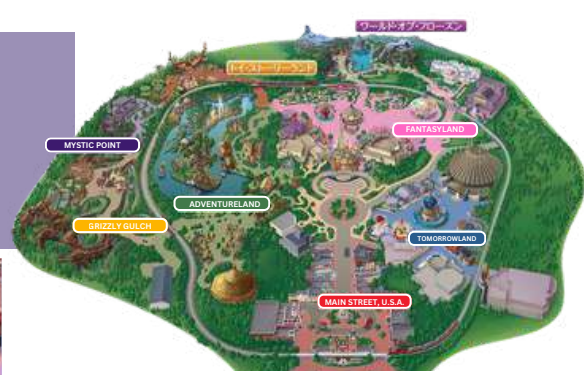 ワールド・オブ・フローズン
トイ・ストーリーランド
FANTASYLAND
MYSTIC POINT
ADVENTURELAND
GRIZZLY GULCH
TOMORROWLAND
MAIN STREET, U.S.A.